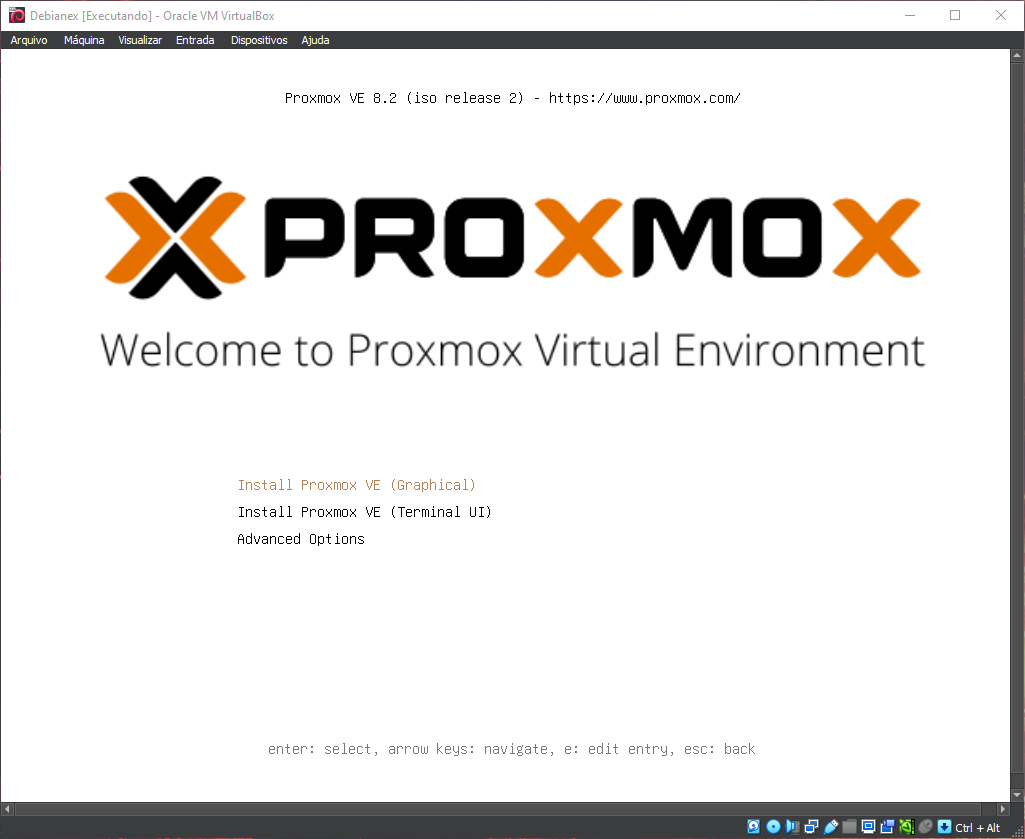 Debianex [Executando] - Oracle VM VirtualBox
Arquivo Máquina Visualizar Entrada Dispositivos Ajuda
Proxmox VE 8.2 (iso release 2) - https://www.proxmox.com/
PROXMOX
Welcome to Proxmox Virtual Environment
Install Proxmox VE (Graphical)
Install Proxmox VE (Terminal UI)
Advanced Options
enter: select, arrow keys: navigate, e: edit entry, esc: back
Ctrl + Alt